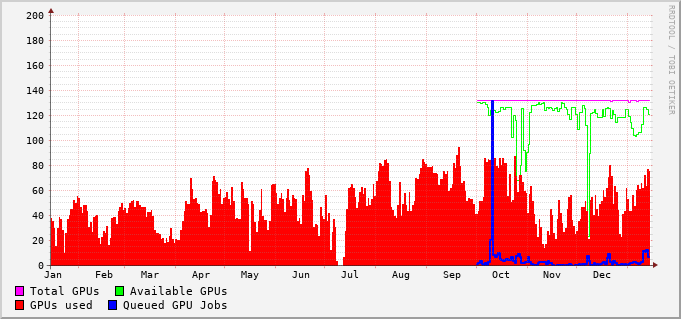 200
180
160
140
120
100
80
60
40
20
0
Jan Feb Mar Apr May Jun Jul Aug Sep Oct Nov Dec
Total GPUs Available GPUs
GPUs used Queued GPU Jobs
RRDTOOL / TOBI OETIKER